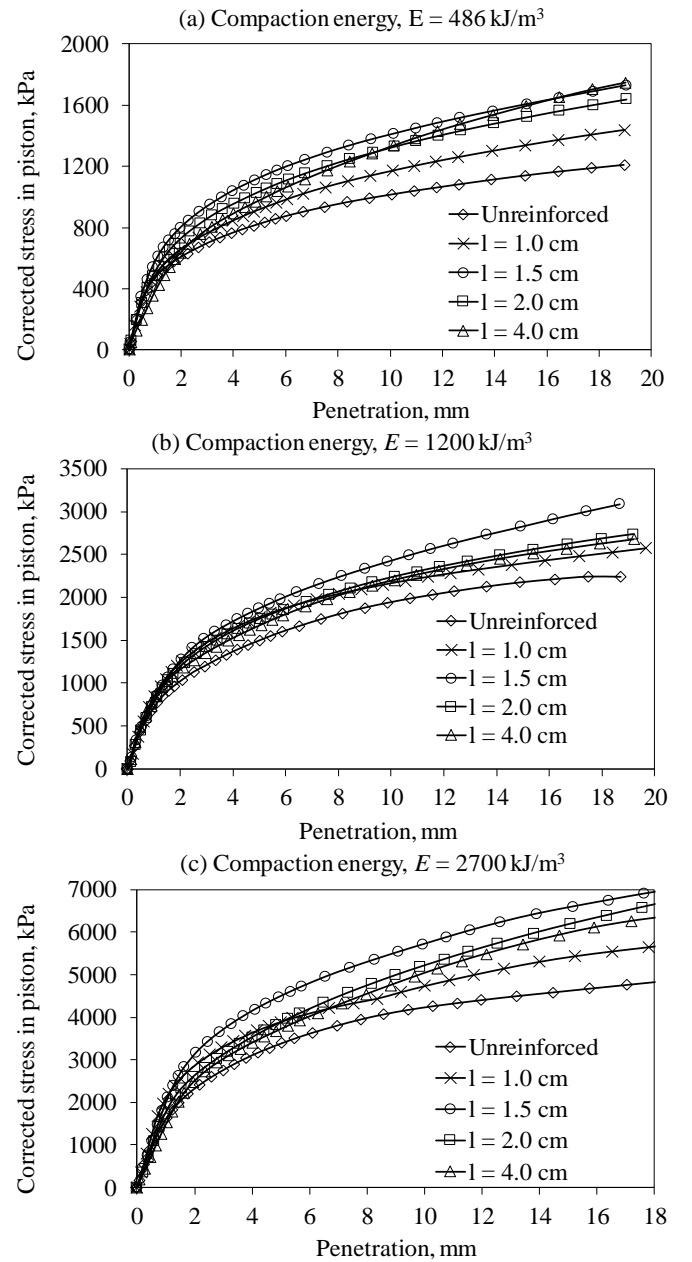 (a) Compaction energy, E = 486 kJ/m³
Corrected stress in piston, kPa
2000
1600
1200
800
400
0
0 2 4 6 8 10 12 14 16 18 20
Penetration, mm
Unreinforced
l = 1.0 cm
l = 1.5 cm
l = 2.0 cm
l = 4.0 cm
(b) Compaction energy, E = 1200 kJ/m³
Corrected stress in piston, kPa
3500
3000
2500
2000
1500
1000
500
0
0 2 4 6 8 10 12 14 16 18 20
Penetration, mm
Unreinforced
l = 1.0 cm
l = 1.5 cm
l = 2.0 cm
l = 4.0 cm
(c) Compaction energy, E = 2700 kJ/m³
Corrected stress in piston, kPa
7000
6000
5000
4000
3000
2000
1000
0
0 2 4 6 8 10 12 14 16 18
Penetration, mm
Unreinforced
l = 1.0 cm
l = 1.5 cm
l = 2.0 cm
l = 4.0 cm